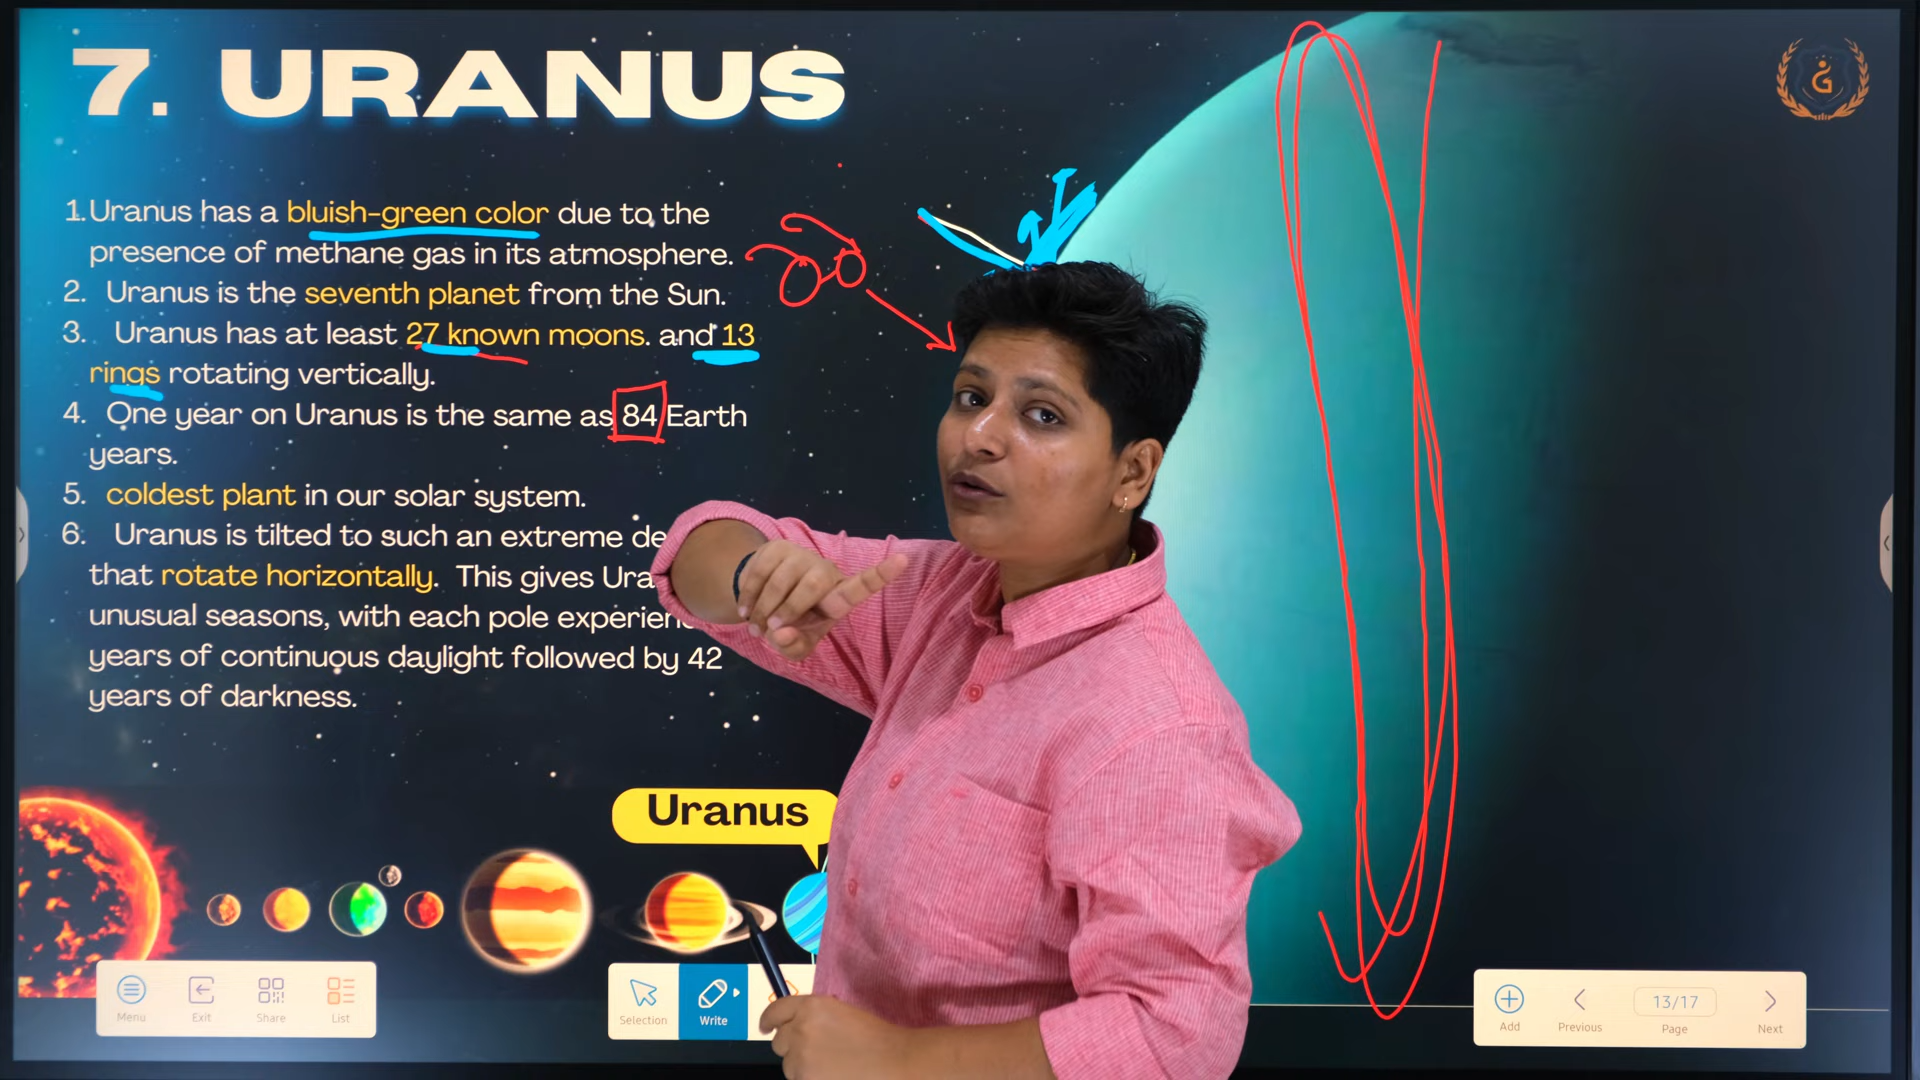 7. URANUS
1. Uranus has a bluish-green color due to the
presence of methane gas in its atmosphere.
2. Uranus is the seventh planet from the Sun.
3. Uranus has at least 27 known moons. and 13
rings rotating vertically.
4. One year on Uranus is the same as 84 Earth
years.
5. coldest plant in our solar system.
6. Uranus is tilted to such an extreme de
that rotate horizontally. This gives Ura
unusual seasons, with each pole experien
years of continuous daylight followed by 42
years of darkness.
Uranus
Menu Exit Share List
Selection Write
Add Previous 13/17 Page Next